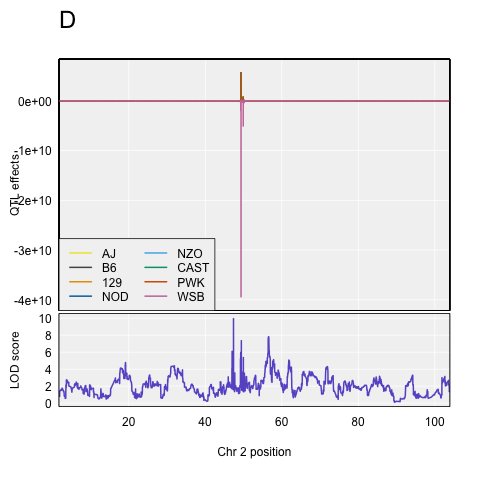 D
0e+00
-1e+10
-2e+10
-3e+10
-4e+10
QTL effects
AJ
B6
129
NOD
NZO
CAST
PWK
WSB
10
8
6
4
2
0
LOD score
20
40
60
80
100
Chr 2 position